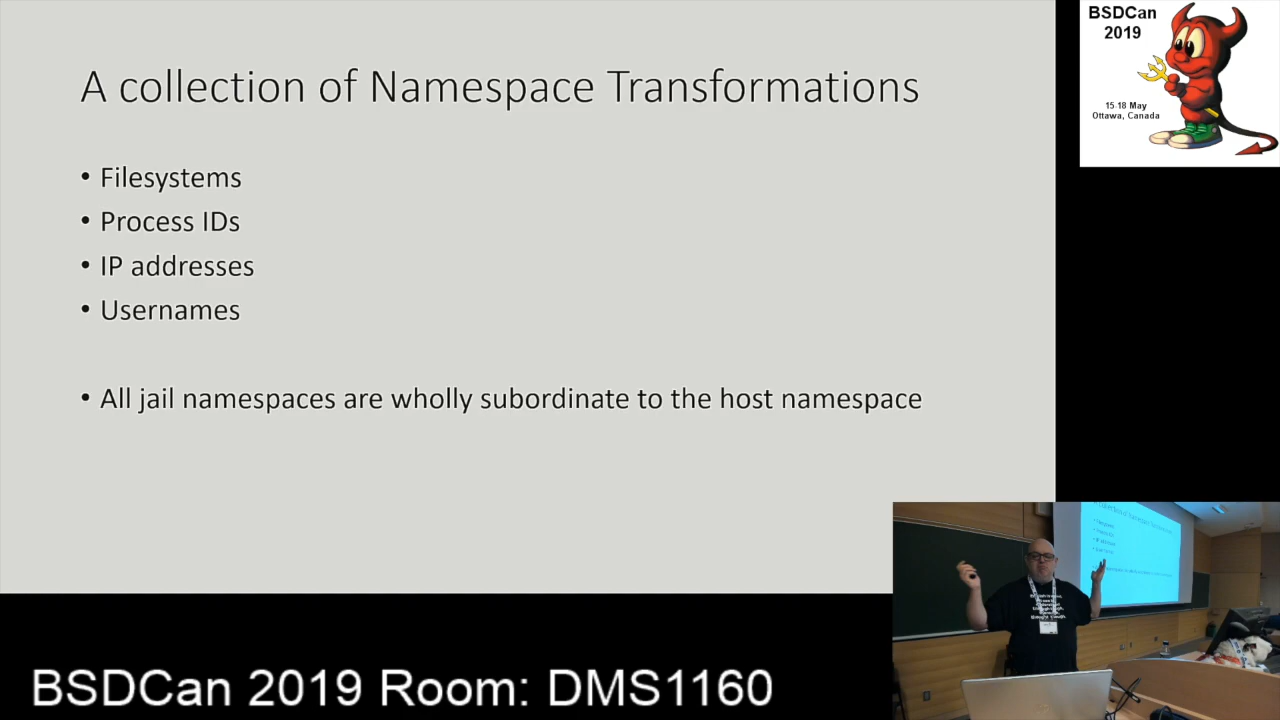 A collection of Namespace Transformations
• Filesystems
• Process IDs
• IP addresses
• Usernames
• All jail namespaces are wholly subordinate to the host namespace
BSDCan
2019
15-18 May
Ottawa, Canada
BSDCan 2019 Room: DMS1160